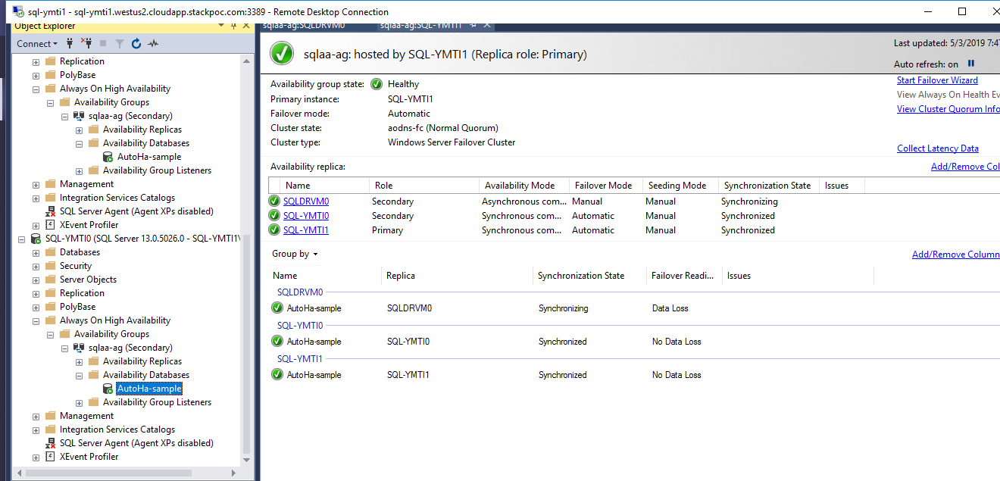 sql-ymti1 - sql-ymti1.westus2.cloudapp.stackpoc.com:3389 - Remote Desktop Connection
Object Explorer
Connect
Replication
PolyBase
Always On High Availability
Availability Groups
sqlaa-ag (Secondary)
Availability Replicas
Availability Databases
AutoHa-sample
Availability Group Listeners
Management
Integration Services Catalogs
SQL Server Agent (Agent XPs disabled)
XEvent Profiler
SQL-YMTI0 (SQL Server 13.0.5026.0 - SQL-YMTI1\
Databases
Security
Server Objects
Replication
PolyBase
Always On High Availability
Availability Groups
sqlaa-ag (Secondary)
Availability Replicas
Availability Databases
AutoHa-sample
Availability Group Listeners
Management
Integration Services Catalogs
SQL Server Agent (Agent XPs disabled)
XEvent Profiler
sqlaa-ag:SQLDRVM0 sqlaa-ag:SQL-YMTI1
sqlaa-ag: hosted by SQL-YMTI1 (Replica role: Primary)
Last updated: 5/3/2019 7:4
Auto refresh: on
Availability group state: Healthy
Primary instance: SQL-YMTI1
Failover mode: Automatic
Cluster state: aodns-fc (Normal Quorum)
Cluster type: Windows Server Failover Cluster
Start Failover Wizard
View Always On Health Ev
View Cluster Quorum Info
Collect Latency Data
Availability replica: Add/Remove Col
Name Role Availability Mode Failover Mode Seeding Mode Synchronization State Issues
SQLDRVM0 Secondary Asynchronous com... Manual Manual Synchronizing
SQL-YMTI0 Secondary Synchronous com... Automatic Manual Synchronized
SQL-YMTI1 Primary Synchronous com... Automatic Manual Synchronized
Group by Add/Remove Column
Name Replica Synchronization State Failover Readi... Issues
SQLDRVM0
AutoHa-sample SQLDRVM0 Synchronizing Data Loss
SQL-YMTI0
AutoHa-sample SQL-YMTI0 Synchronized No Data Loss
SQL-YMTI1
AutoHa-sample SQL-YMTI1 Synchronized No Data Loss